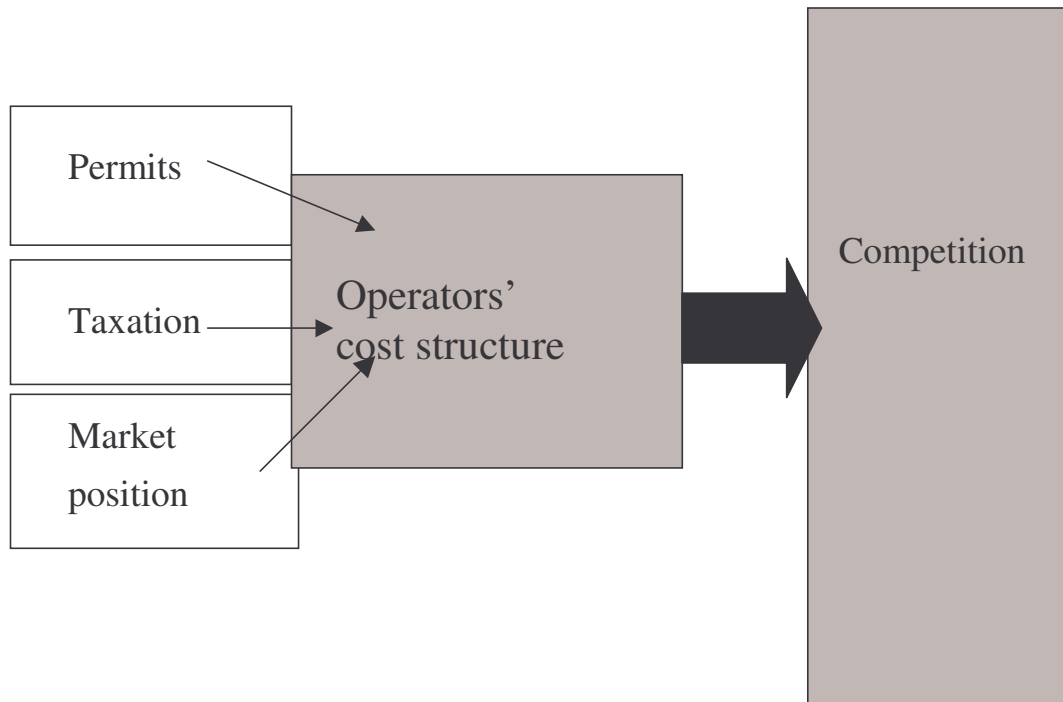 Permits
Taxation
Market
position
Operators’
cost structure
Competition